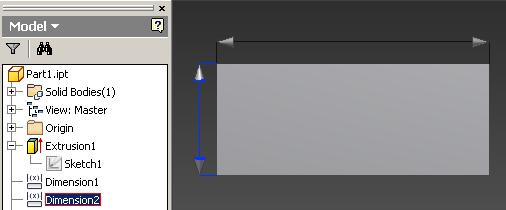 Model
Part1.ipt
Solid Bodies(1)
View: Master
Origin
Extrusion1
Sketch1
(x)
Dimension1
(x)
Dimension2